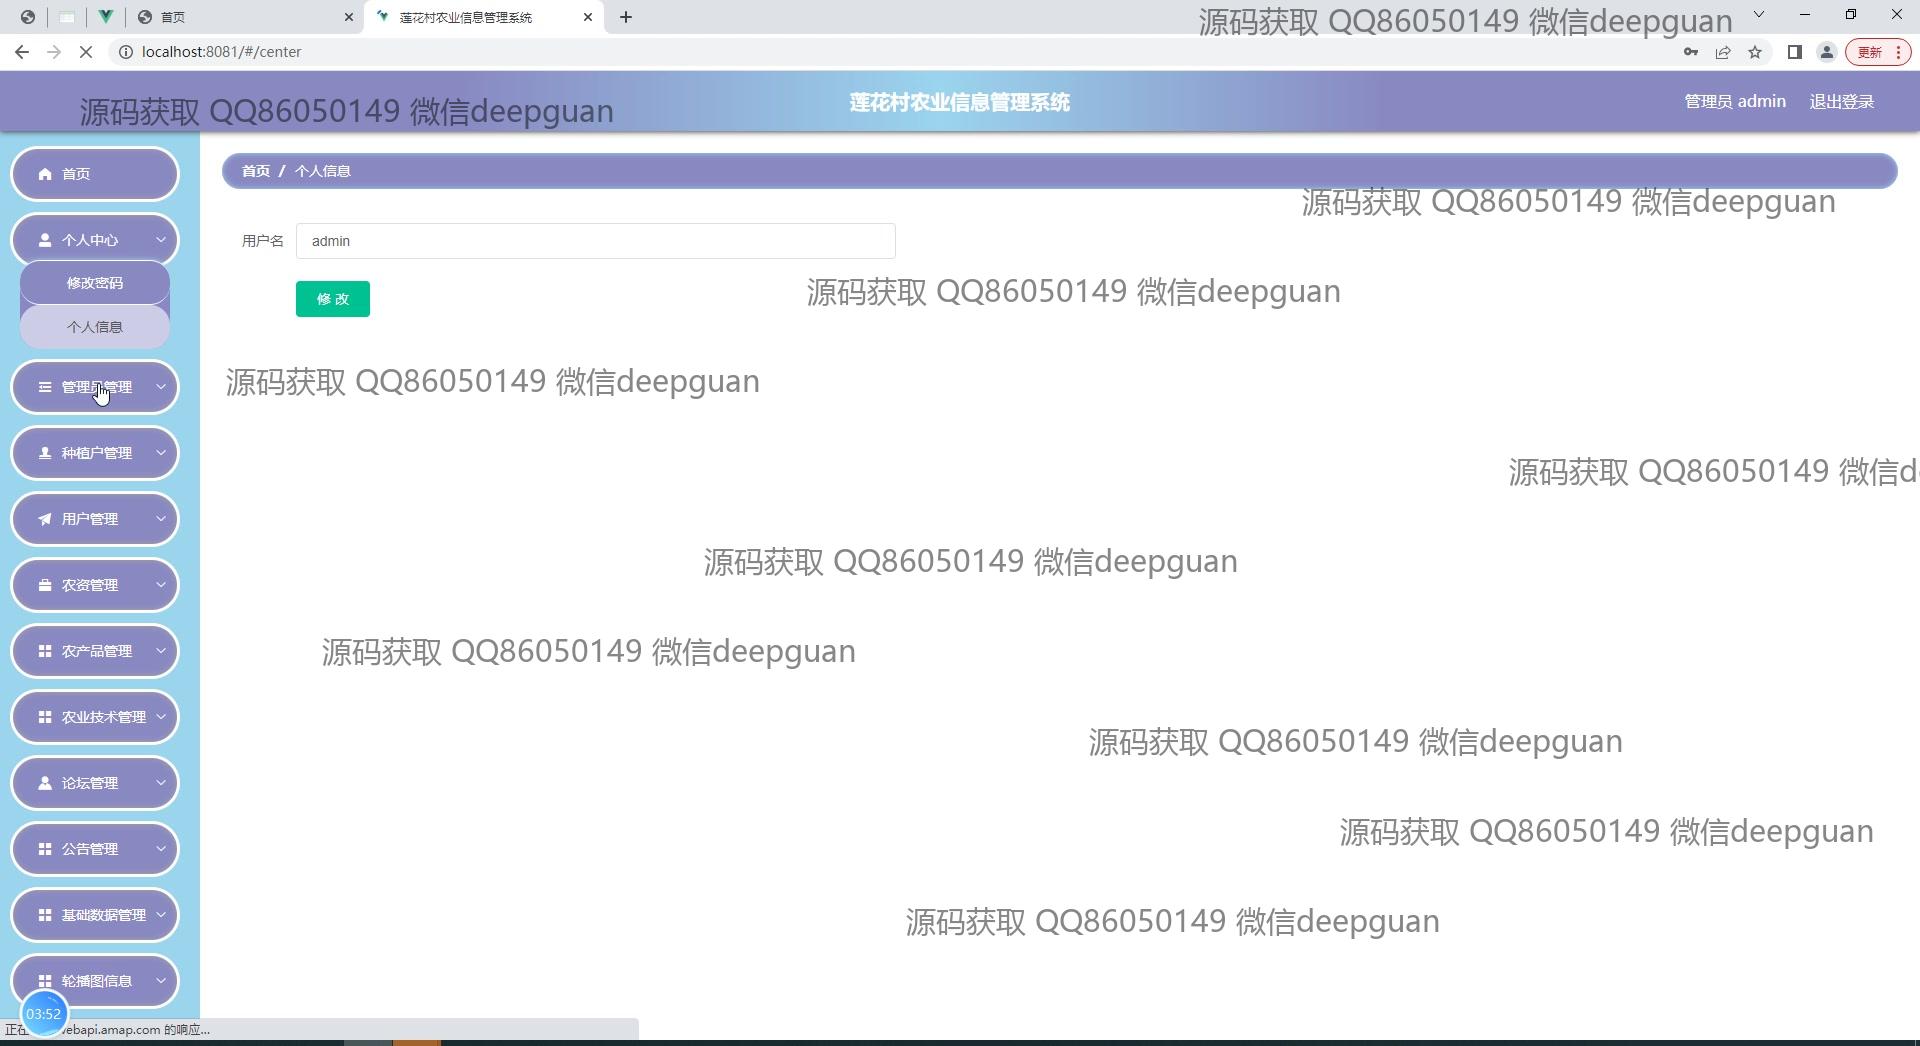 首页
莲花村农业信息管理系统
源码获取 QQ86050149 微信deepguan
localhost:8081/#/center
更新
源码获取 QQ86050149 微信deepguan
莲花村农业信息管理系统
管理员 admin
退出登录
首页
首页 / 个人信息
源码获取 QQ86050149 微信deepguan
个人中心
用户名
admin
修改密码
修 改
源码获取 QQ86050149 微信deepguan
个人信息
管理员管理
源码获取 QQ86050149 微信deepguan
种植户管理
源码获取 QQ86050149 微信d
用户管理
源码获取 QQ86050149 微信deepguan
农资管理
农产品管理
源码获取 QQ86050149 微信deepguan
农业技术管理
源码获取 QQ86050149 微信deepguan
论坛管理
公告管理
源码获取 QQ86050149 微信deepguan
基础数据管理
源码获取 QQ86050149 微信deepguan
轮播图信息
03:52
正在 ebapi.amap.com 的响应...